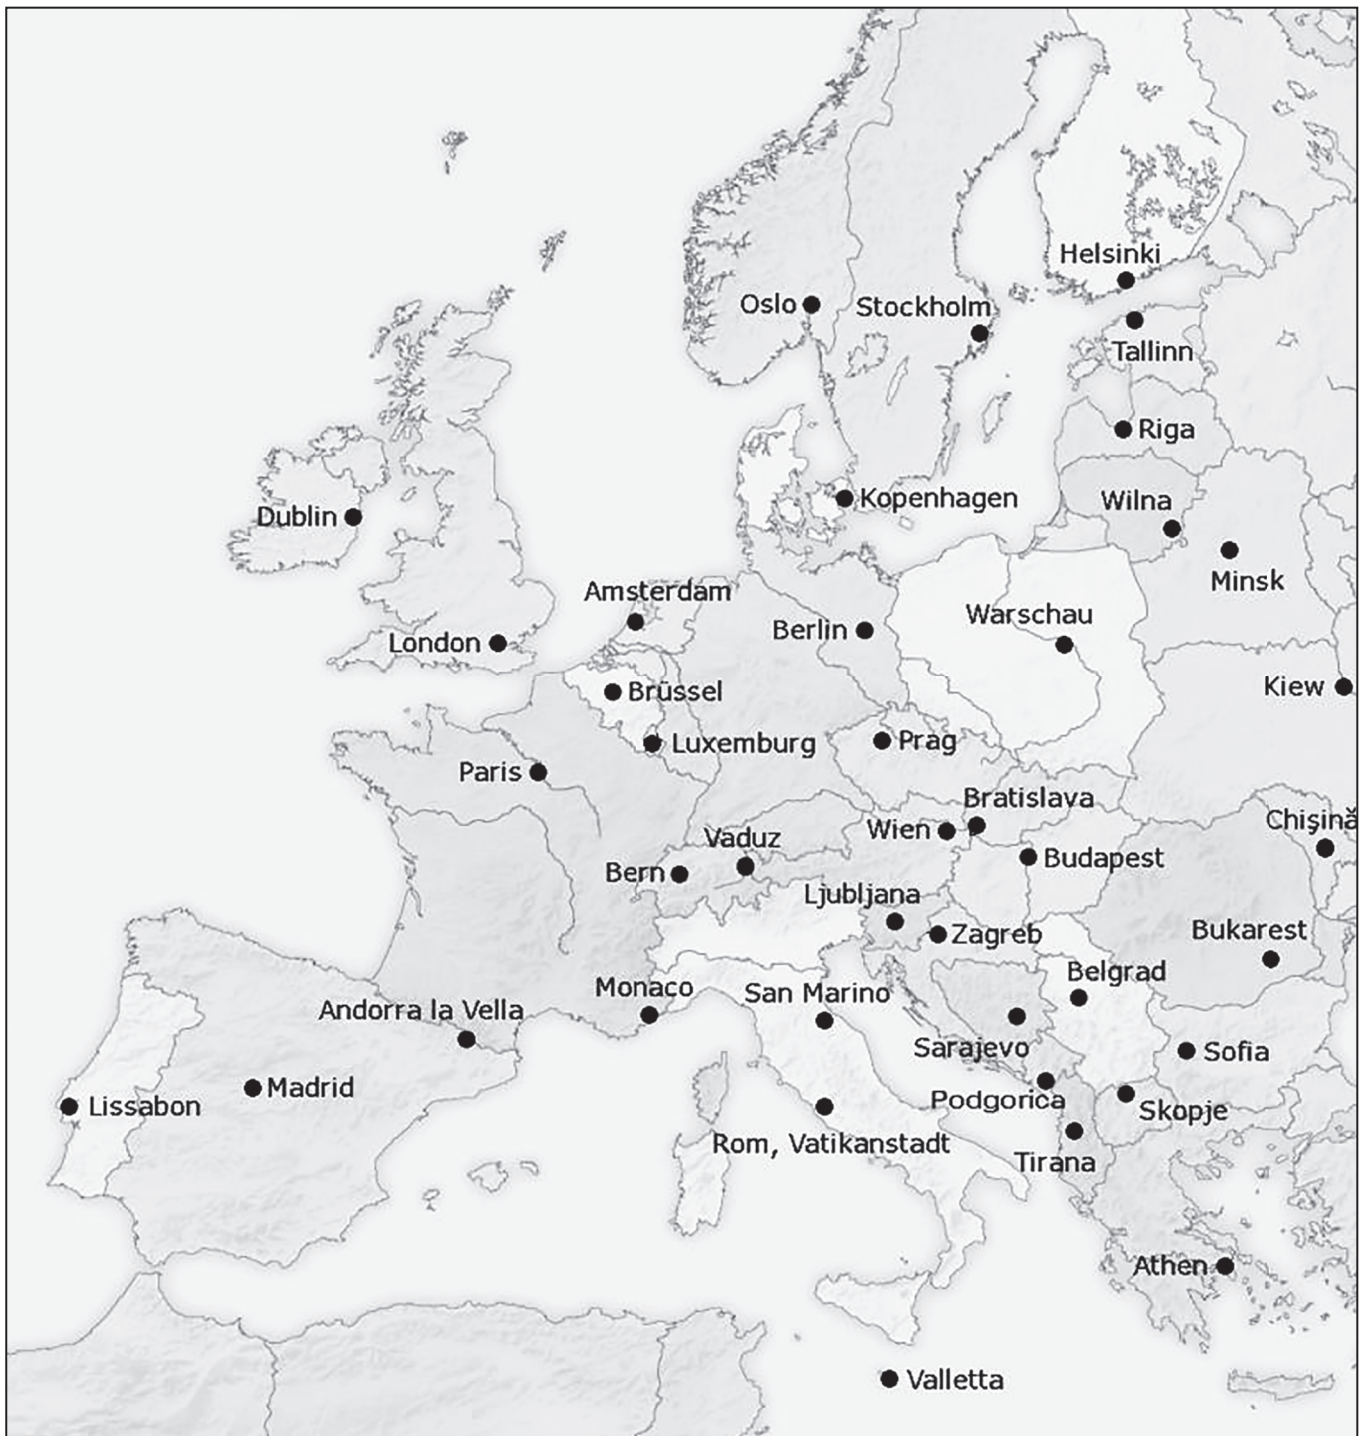 Helsinki
Oslo
Stockholm
Tallinn
Riga
Kopenhagen
Wilna
Dublin
Minsk
Amsterdam
Warschau
Berlin
London
Kiew
Brüssel
Prag
Luxemburg
Paris
Bratislava
Chişină
Wien
Vaduz
Budapest
Bern
Ljubljana
Bukarest
Zagreb
Belgrad
Monaco
San Marino
Andorra la Vella
Sarajevo
Sofia
Madrid
Podgorica
Lissabon
Skopje
Rom, Vatikanstadt
Tirana
Athen
Valletta